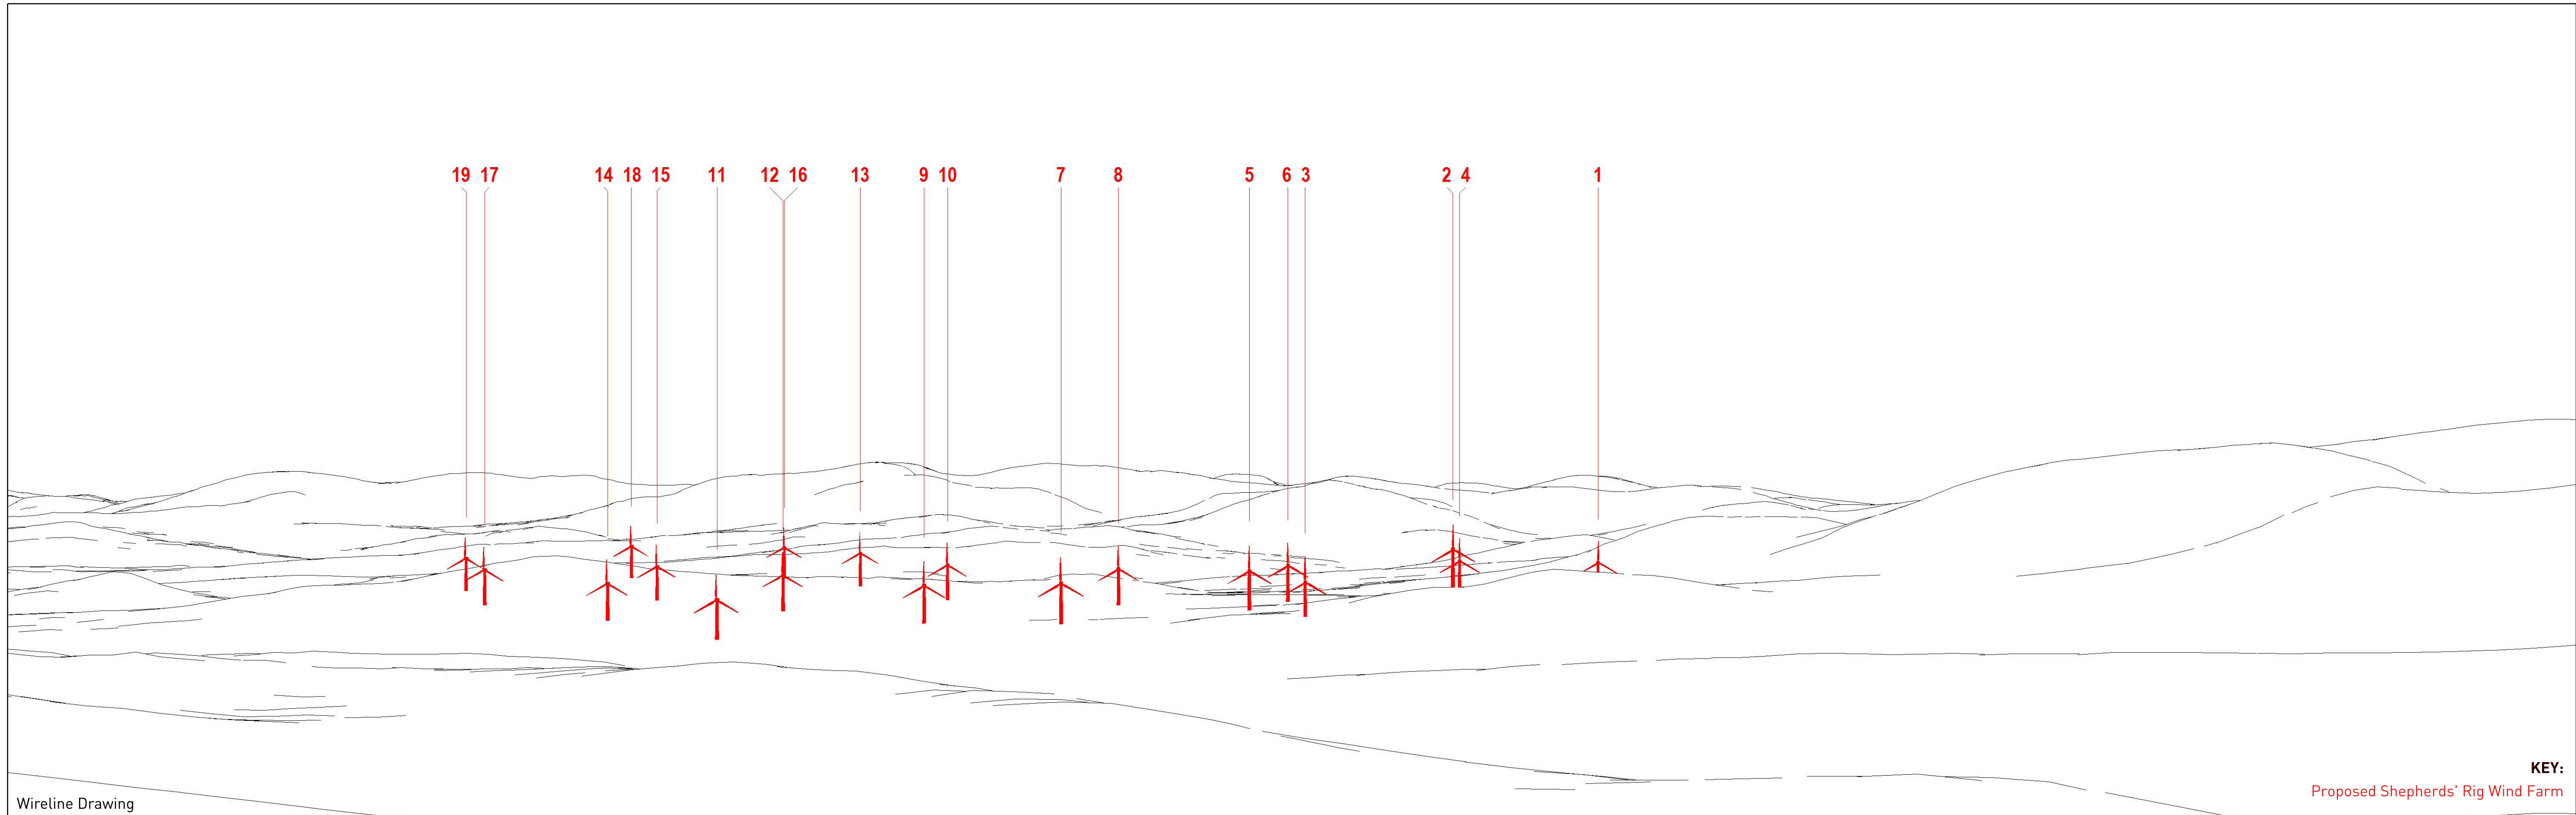 19 17 14 18 15 11 12 16 13 9 10 7 8 5 6 3 2 4 1
KEY:
Proposed Shepherds' Rig Wind Farm
Wireline Drawing